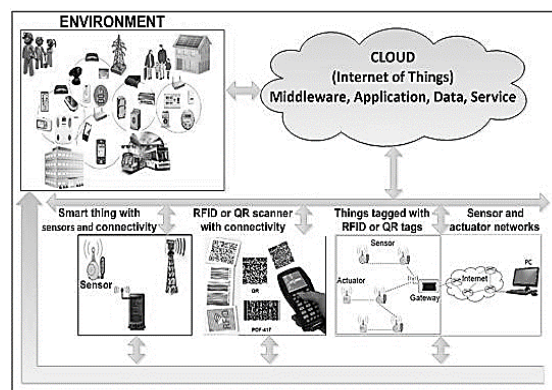 ENVIRONMENT
CLOUD
(Internet of Things)
Middleware, Application, Data, Service
Smart thing with
sensors and connectivity
RFID or QR scanner
with connectivity
Things tagged with
RFID or QR tags
Sensor and
actuator networks
Sensor
QR
PDF-417
Sensor
Actuator
Gateway
Internet
PC